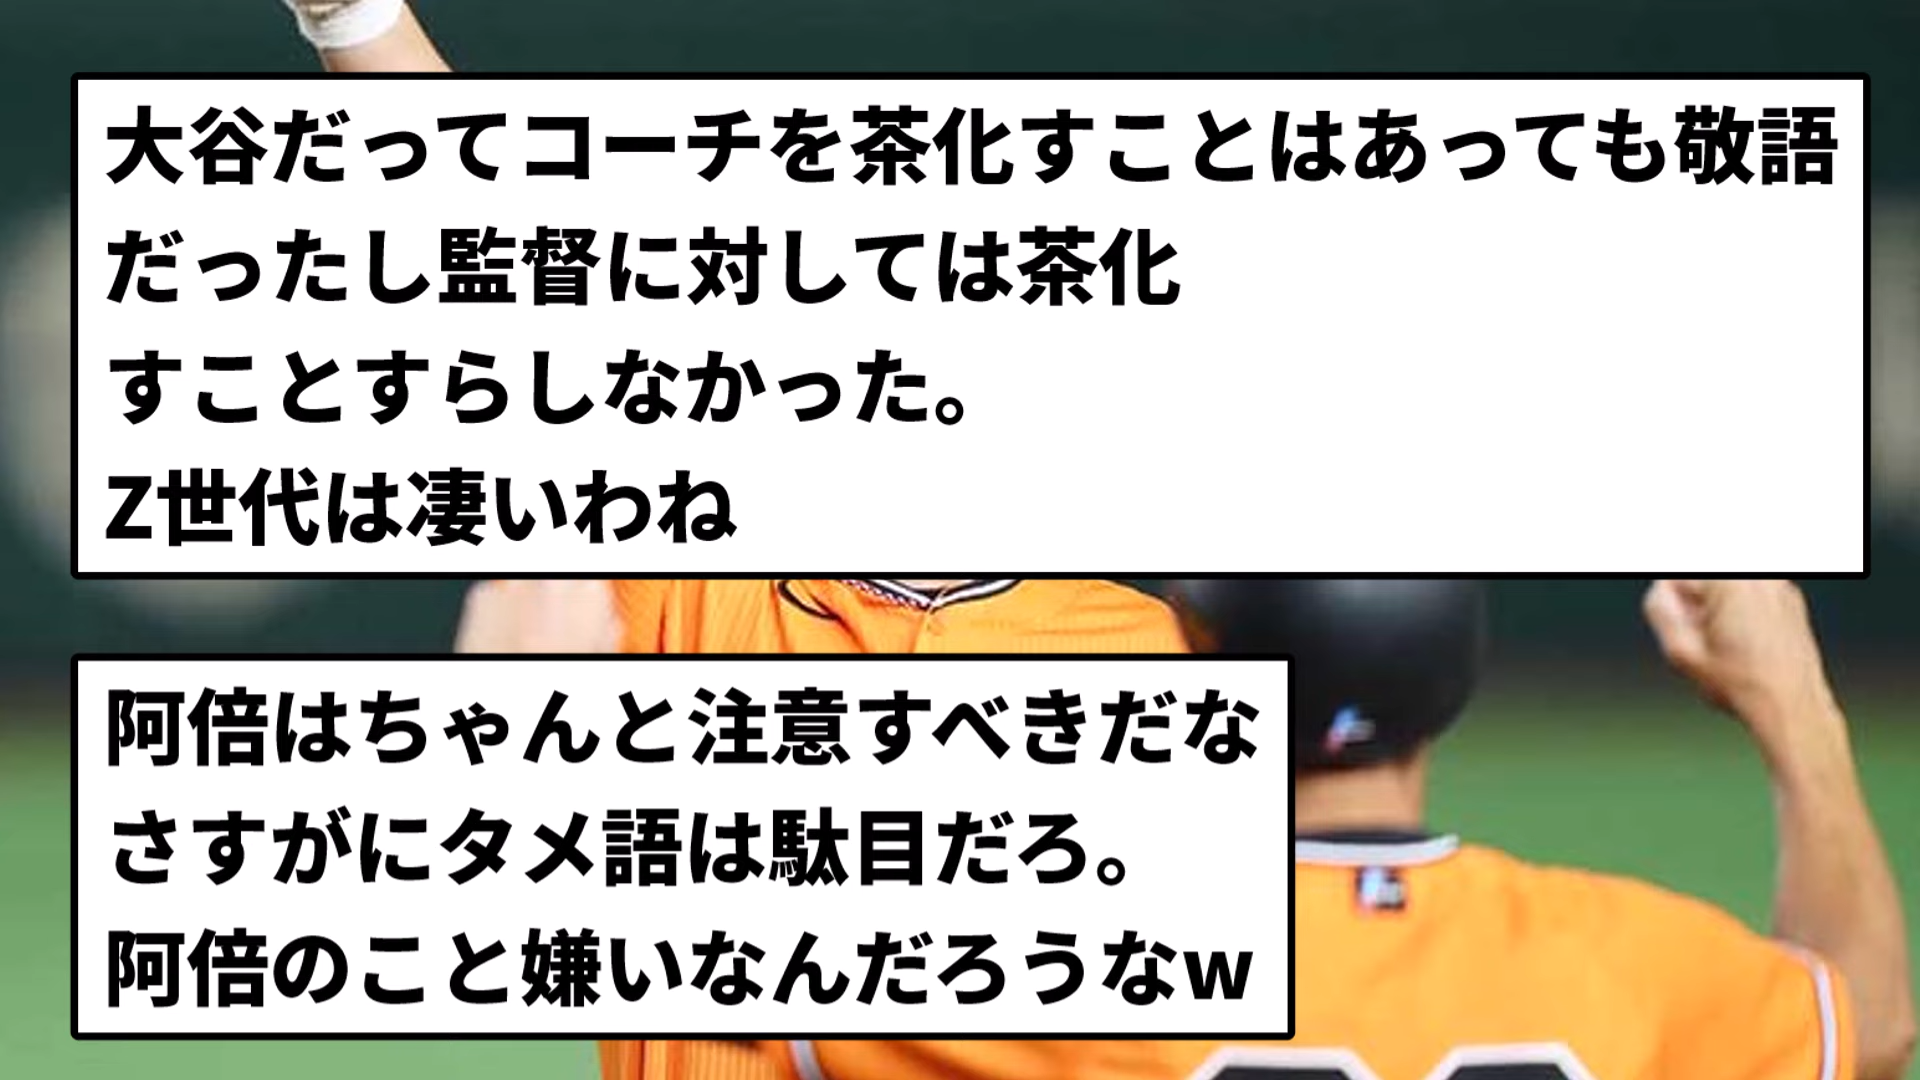 大谷だってコーチを茶化すことはあっても敬語
だったし監督に対しては茶化
すことすらしなかった。
Z世代は凄いわね
阿倍はちゃんと注意すべきだな
さすがにタメ語は駄目だろ。
阿倍のこと嫌いなんだろうなw